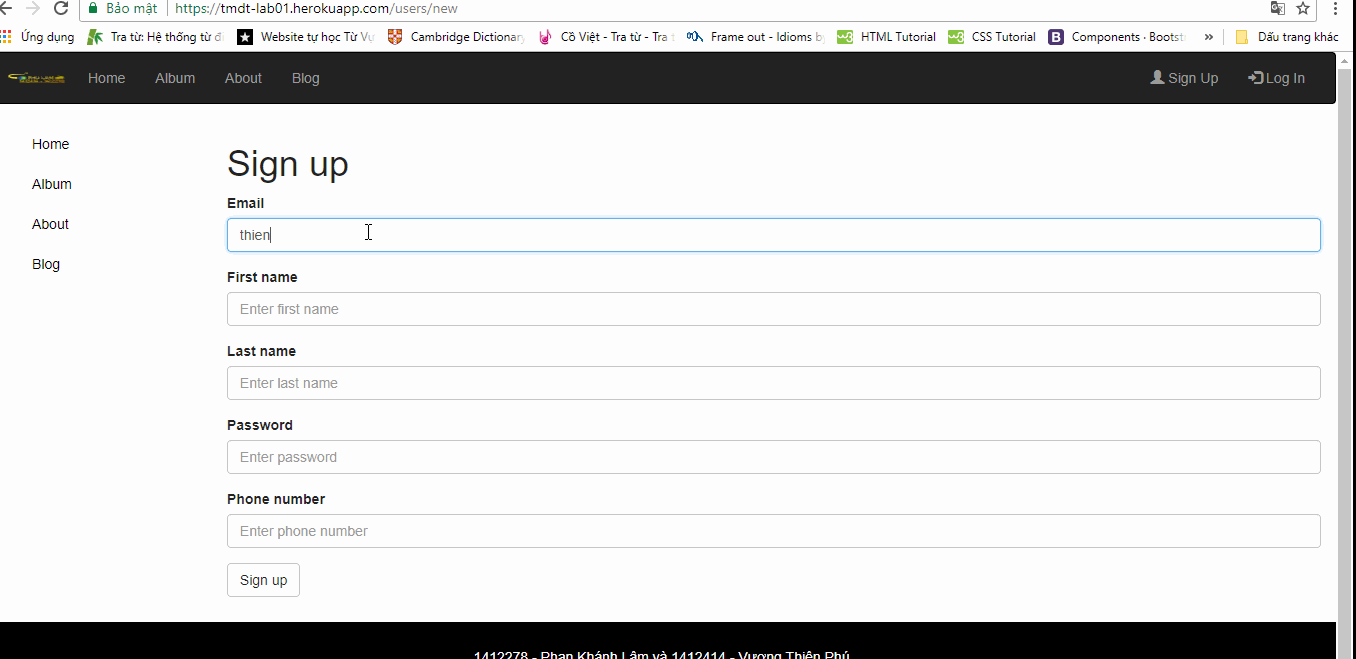 Bảo mật https://tmdt-lab01.herokuapp.com/users/new
Ứng dụng Tra từ: Hệ thống từ đi Website tự học Từ Vự Cambridge Dictionary Cồ Việt - Tra từ - Tra t Frame out - Idioms by HTML Tutorial CSS Tutorial B Components · Bootst » Dấu trang khác
Home Album About Blog Sign Up Log In
Home
Album
About
Blog
Sign up
Email
thien
First name
Enter first name
Last name
Enter last name
Password
Enter password
Phone number
Enter phone number
Sign up
1412278 - Phan Khánh Lâm và 1412414 - Vương Thiên Phú